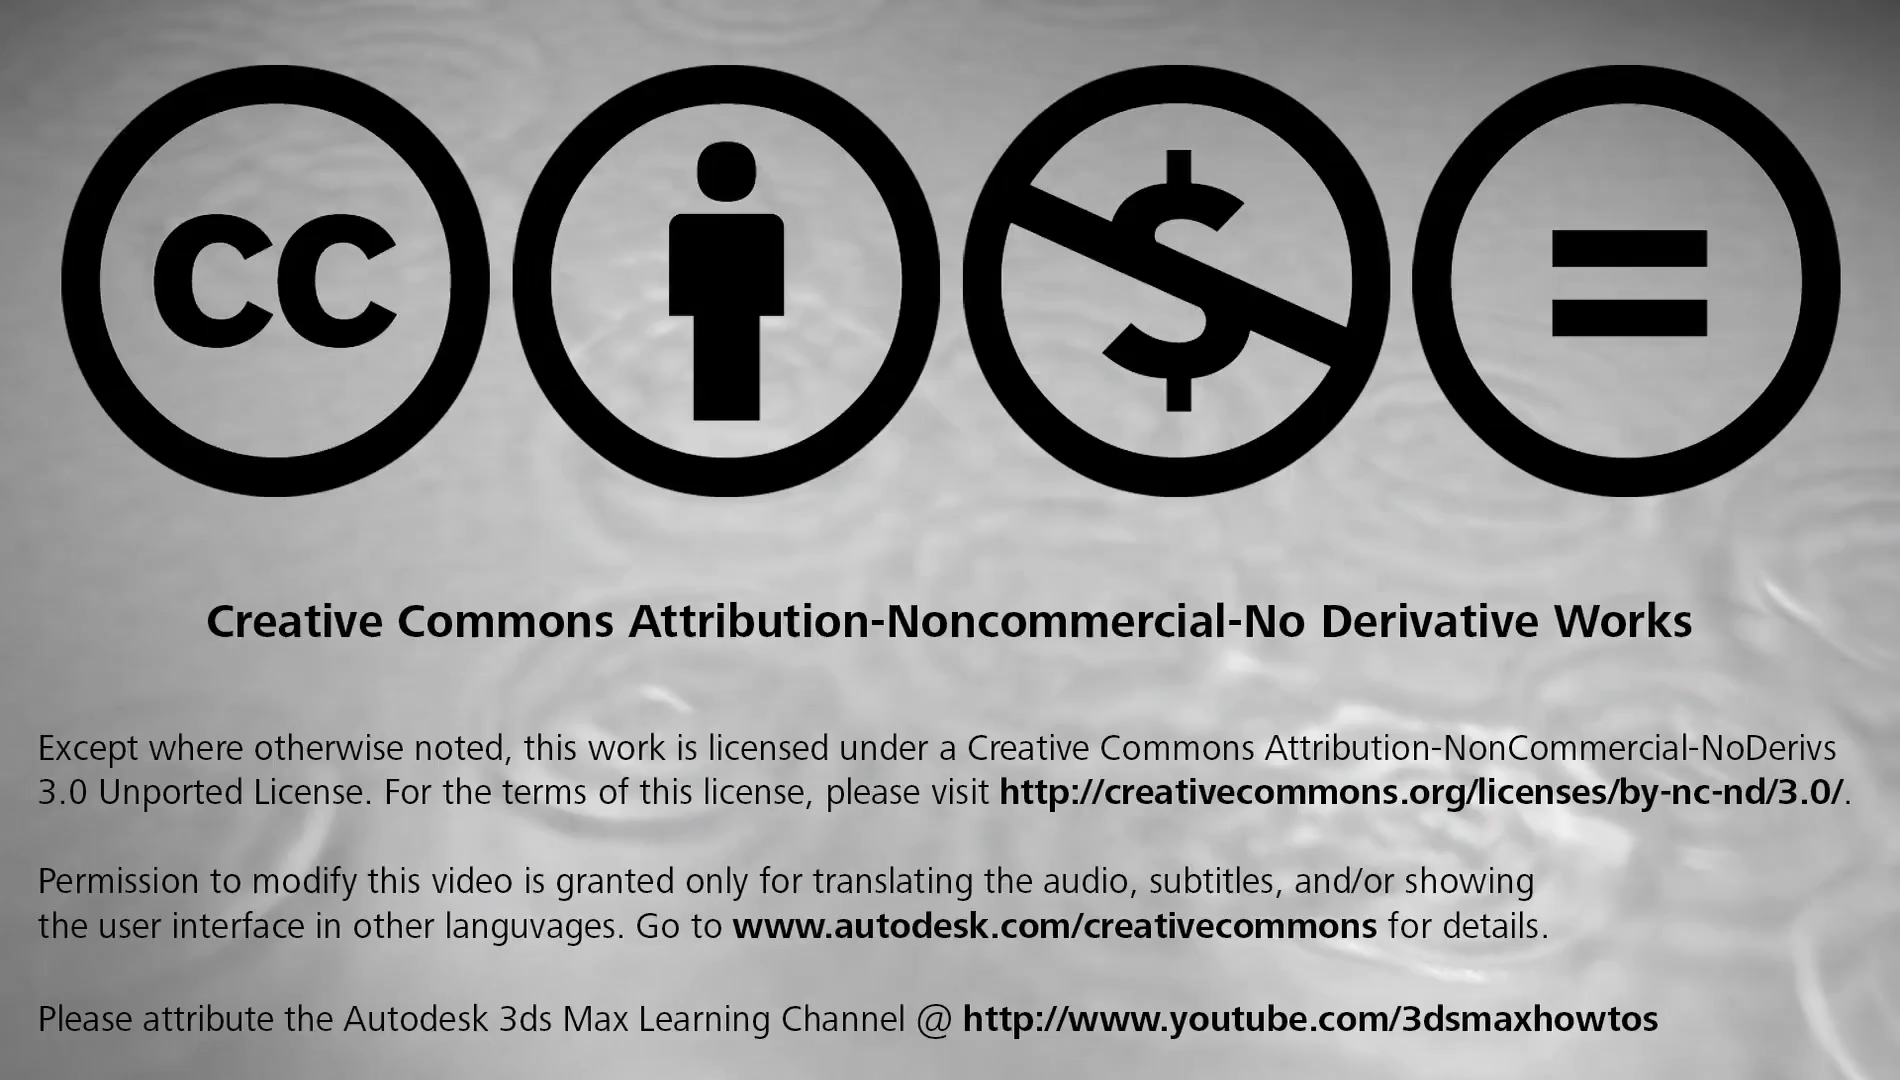 cc $ =
Creative Commons Attribution-Noncommercial-No Derivative Works
Except where otherwise noted, this work is licensed under a Creative Commons Attribution-NonCommercial-NoDerivs
3.0 Unported License. For the terms of this license, please visit http://creativecommons.org/licenses/by-nc-nd/3.0/.
Permission to modify this video is granted only for translating the audio, subtitles, and/or showing
the user interface in other languvages. Go to www.autodesk.com/creativecommons for details.
Please attribute the Autodesk 3ds Max Learning Channel @ http://www.youtube.com/3dsmaxhowtos